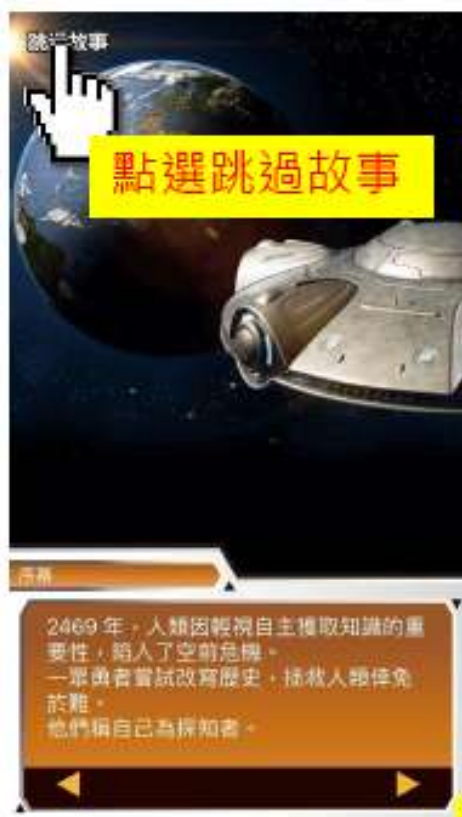 跳過故事
點選跳過故事
序幕
2469 年，人類因輕視自主獲取知識的重
要性，陷入了空前危機。
一眾勇者嘗試改寫歷史，拯救人類倖免
於難。
他們稱自己為探知者。